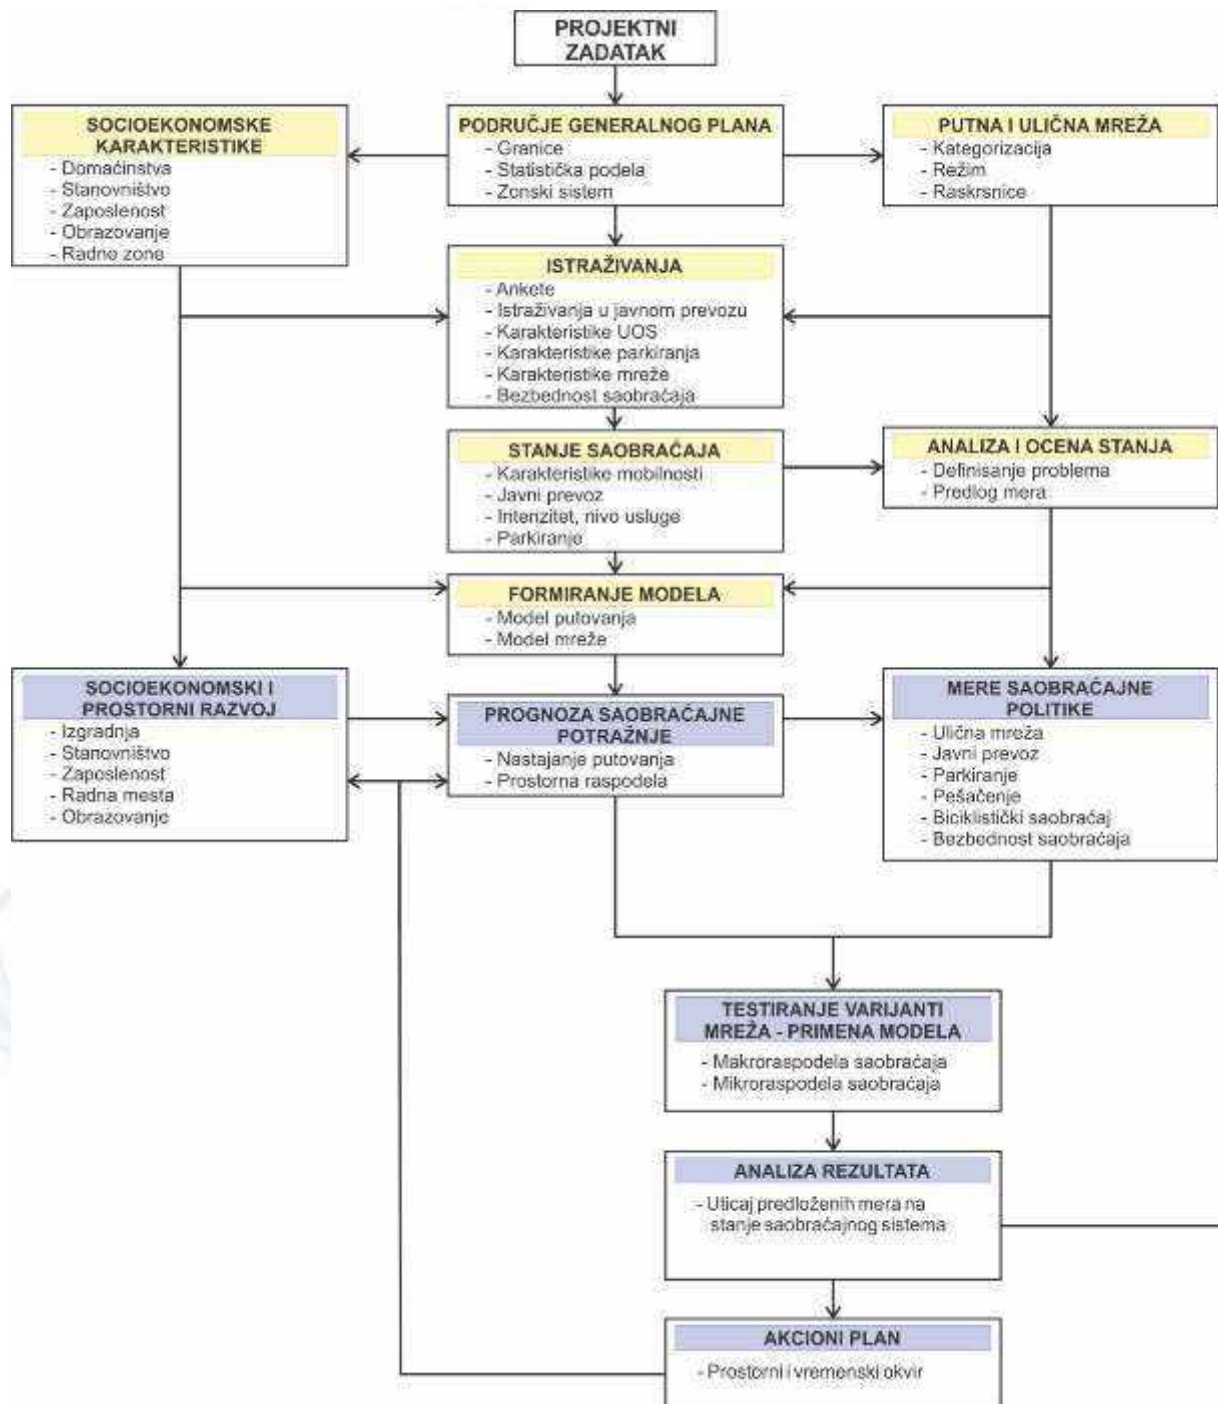 PROJEKTNI
ZADATAK
SOCIOEKONOMSKE
KARAKTERISTIKE
- Domaćinstva
- Stanovništvo
- Zaposlenost
- Obrazovanje
- Radne zone
PODRUČJE GENERALNOG PLANA
- Granice
- Statistička podela
- Zonski sistem
PUTNA I ULIČNA MREŽA
- Kategorizacija
- Režim
- Raskrsnice
ISTRAŽIVANJA
- Ankete
- Istraživanja u javnom prevozu
- Karakteristike UOS
- Karakteristike parkiranja
- Karakteristike mreže
- Bezbednost saobraćaja
STANJE SAOBRAĆAJA
- Karakteristike mobilnosti
- Javni prevoz
- Intenzitet, nivo usluge
- Parkiranje
ANALIZA I OCENA STANJA
- Definisanje problema
- Predlog mera
FORMIRANJE MODELA
- Model putovanja
- Model mreže
SOCIOEKONOMSKI I
PROSTORNI RAZVOJ
- Izgradnja
- Stanovništvo
- Zaposlenost
- Radna mesta
- Obrazovanje
PROGNOZA SAOBRAĆAJNE
POTRAŽNJE
- Nastajanje putovanja
- Prostorna raspodela
MERE SAOBRAĆAJNE
POLITIKE
- Ulična mreža
- Javni prevoz
- Parkiranje
- Pešačenje
- Biciklistički saobraćaj
- Bezbednost saobraćaja
TESTIRANJE VARIJANTI
MREŽA - PRIMENA MODELA
- Makroraspodela saobraćaja
- Mikroraspodela saobraćaja
ANALIZA REZULTATA
- Uticaj predloženih mera na
stanje saobraćajnog sistema
AKCIONI PLAN
- Prostorni i vremenski okvir